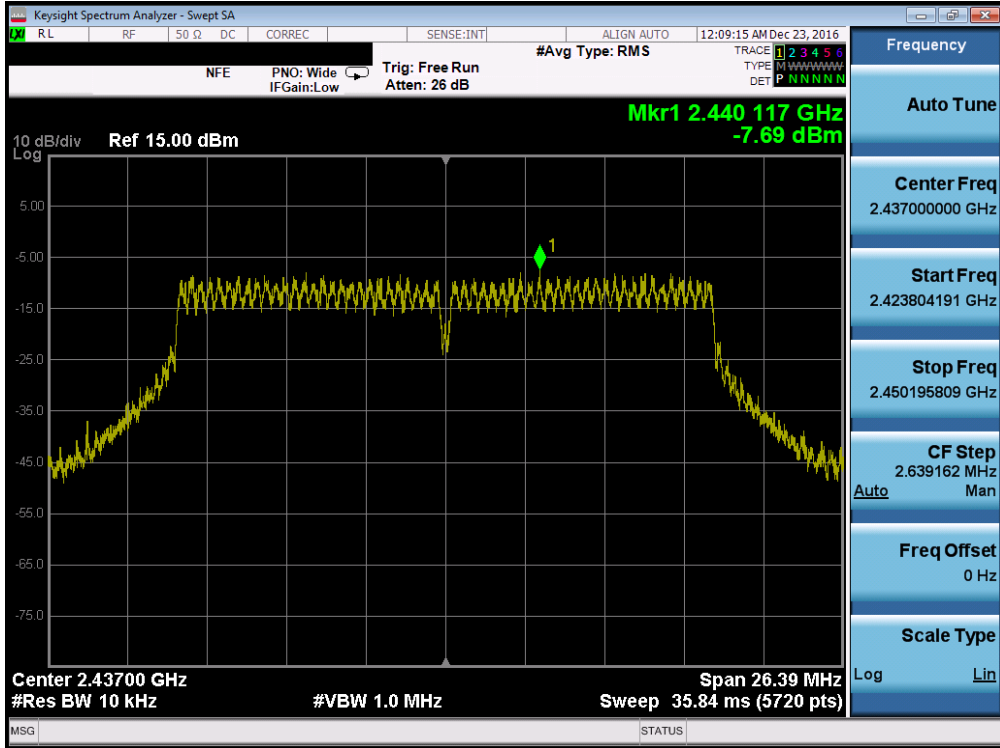 Keysight Spectrum Analyzer - Swept SA
LXI RL RF 50 Ω DC CORREC SENSE:INT ALIGN AUTO 12:09:15 AM Dec 23, 2016
#Avg Type: RMS TRACE 1 2 3 4 5 6
NFE PNO: Wide Trig: Free Run TYPE M W W W W W
IFGain:Low Atten: 26 dB DET P N N N N N
Mkr1 2.440 117 GHz
-7.69 dBm
10 dB/div Ref 15.00 dBm
Log
5.00
1
-5.00
-15.0
-25.0
-35.0
-45.0
-55.0
-65.0
-75.0
Center 2.43700 GHz Span 26.39 MHz
#Res BW 10 kHz #VBW 1.0 MHz Sweep 35.84 ms (5720 pts)
MSG STATUS
Frequency
Auto Tune
Center Freq
2.437000000 GHz
Start Freq
2.423804191 GHz
Stop Freq
2.450195809 GHz
CF Step
2.639162 MHz
Auto Man
Freq Offset
0 Hz
Scale Type
Log Lin